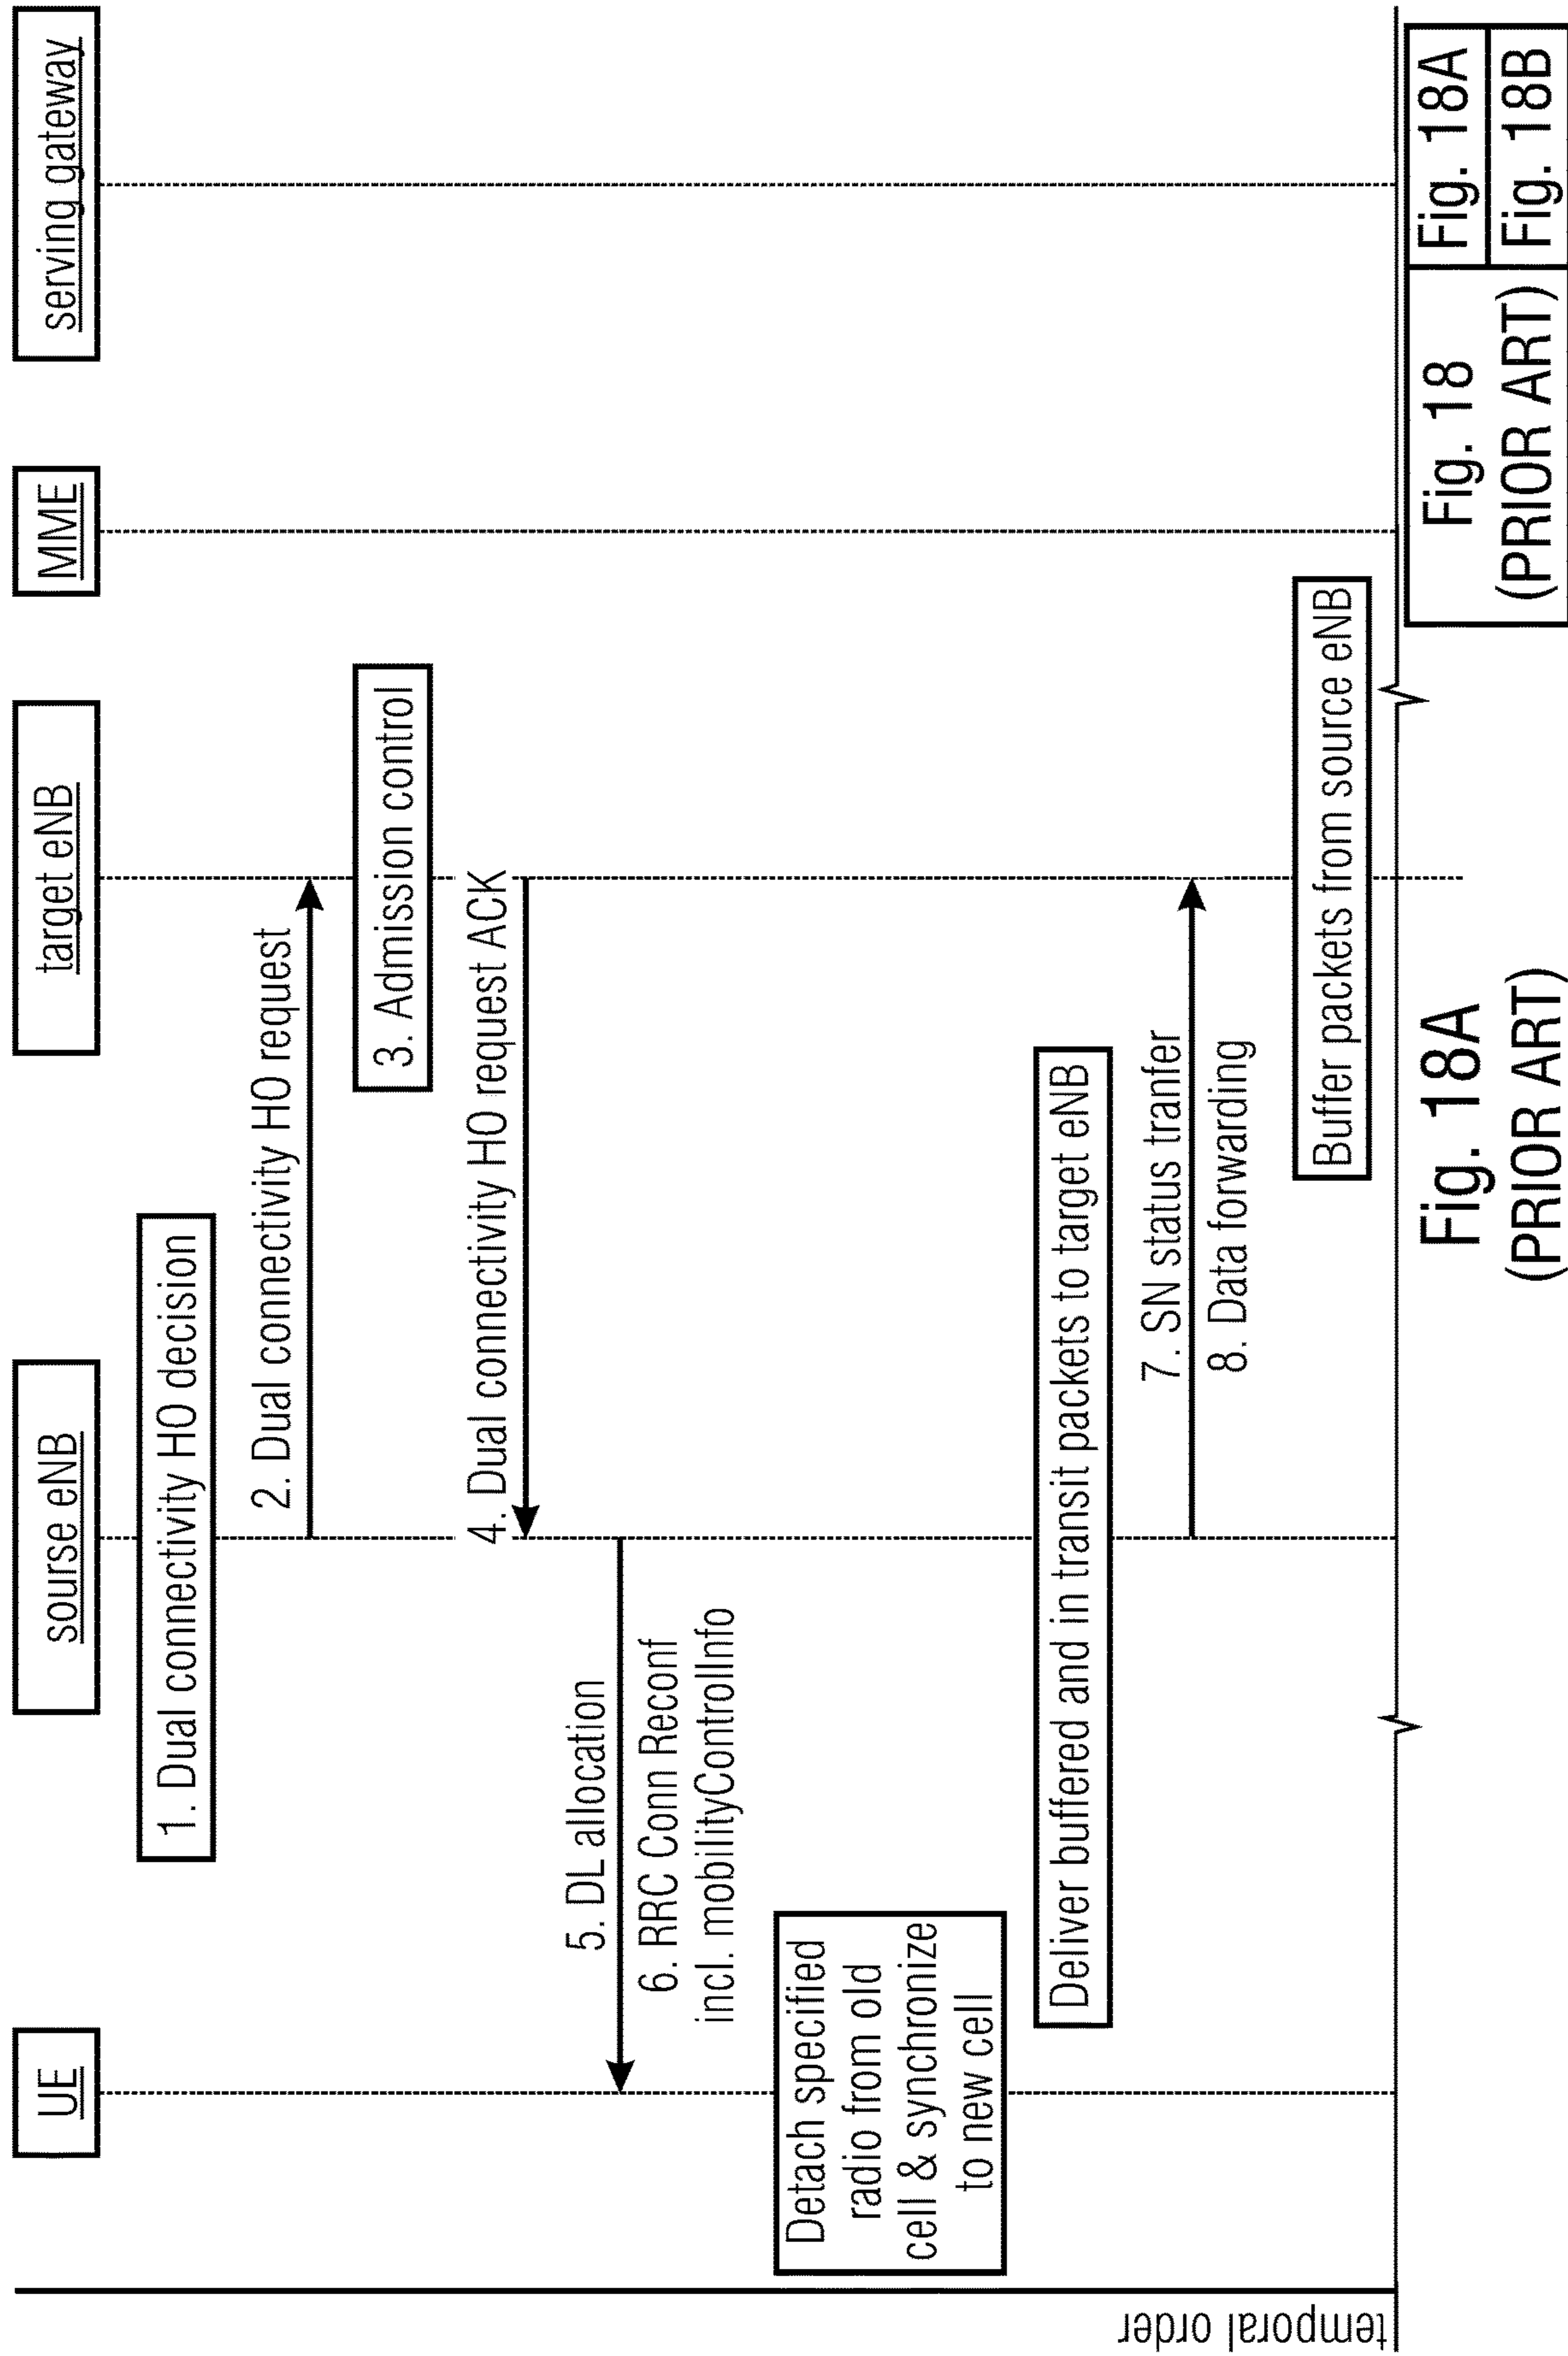 UE
sourse eNB
target eNB
MME
serving gateway
1. Dual connectivity HO decision
2. Dual connectivity HO request
3. Admission control
4. Dual connectivity HO request ACK
5. DL allocation
6. RRC Conn Reconf
incl. mobilityControlInfo
Detach specified
radio from old
cell & synchronize
to new cell
Deliver buffered and in transit packets to target eNB
7. SN status tranfer
8. Data forwarding
Buffer packets from source eNB
temporal order
Fig. 18A
(PRIOR ART)
Fig. 18
(PRIOR ART)
Fig. 18A
Fig. 18B